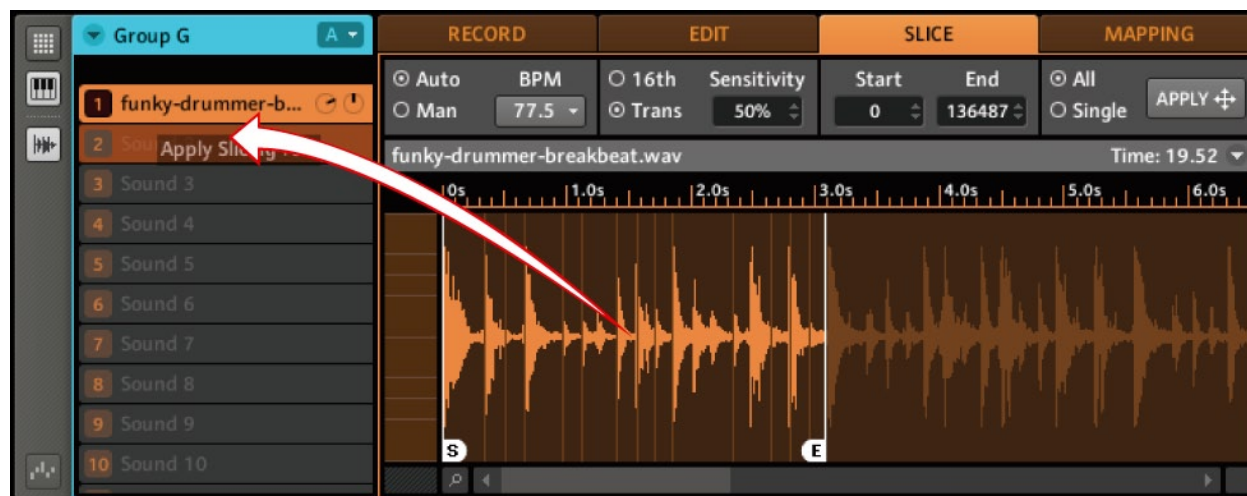 Group G
A
RECORD
EDIT
SLICE
MAPPING
Auto
BPM
16th
Sensitivity
Start
End
All
Man
77.5
Trans
50%
0
136487
Single
APPLY
1 funky-drummer-b...
2
Apply Slicing
funky-drummer-breakbeat.wav
Time: 19.52
3 Sound 3
0s 1.0s 2.0s 3.0s 4.0s 5.0s 6.0s
4 Sound 4
5 Sound 5
6 Sound 6
7 Sound 7
8 Sound 8
9 Sound 9
S
E
10 Sound 10